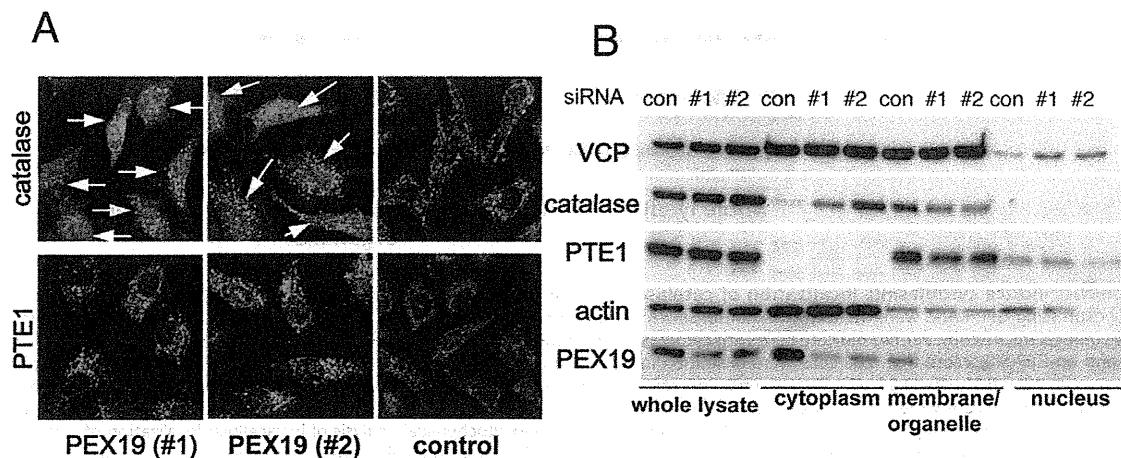 A
catalase
PTE1
PEX19 (#1) PEX19 (#2) control
B
siRNA con #1 #2 con #1 #2 con #1 #2 con #1 #2
VCP
catalase
PTE1
actin
PEX19
whole lysate cytoplasm membrane/ nucleus
organelle